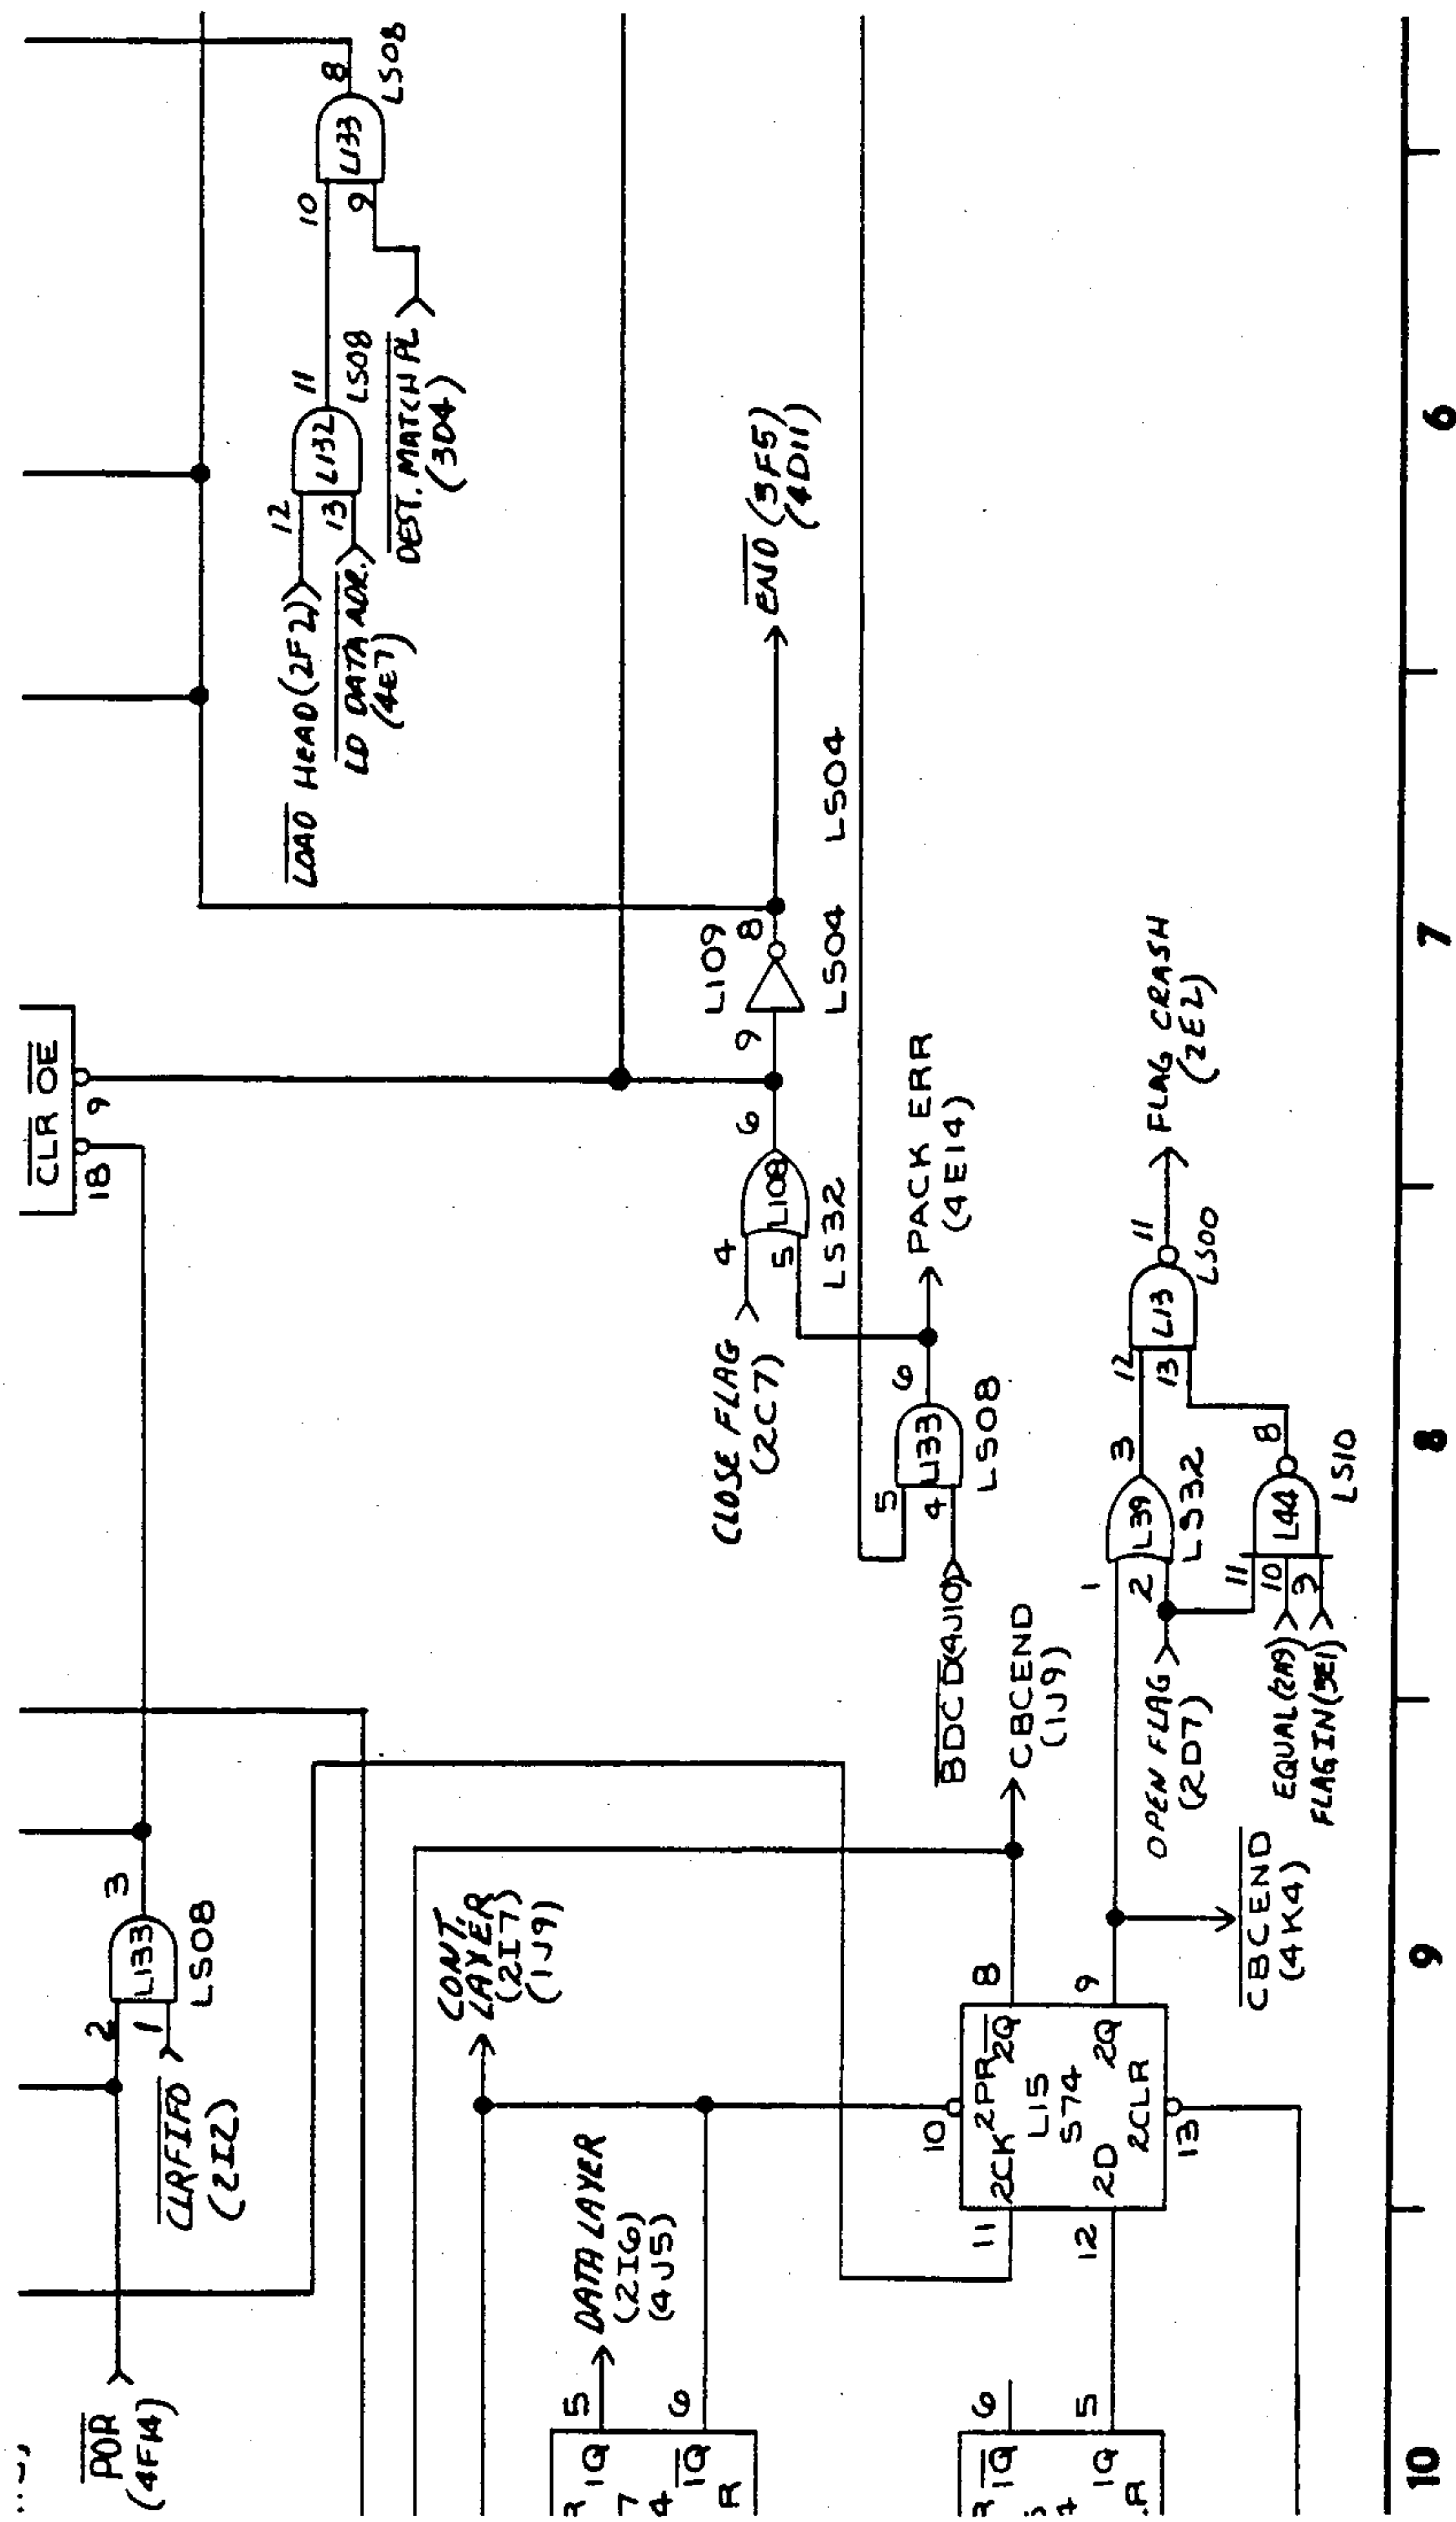 POR
(4F14)
CLRFIFO
(2I2)
2
1
L133
3
LS08
CLR OE
18
9
LOAD HEAD (2F2)
LD DATA ADR.
(4E7)
12
13
L132
11
LS08
DEST. MATCH PL
(3D4)
10
9
L133
8
LS08
CONT.
LAYER
(2I7)
(1J9)
1Q
5
DATA LAYER
(2I6)
(4J5)
R
7
4
1Q
6
R
CLOSE FLAG
(2C7)
4
5
L108
6
LS32
9
L109
8
LS04 LS04
END (3F5)
(4D11)
BDCD(4J10)
5
4
L133
6
LS08
PACK ERR
(4E14)
CBCEND
(1J9)
10
2PR
2Q
8
11
2CK
L15
S74
12
2D
2Q
9
2CLR
13
1Q
6
1Q
5
CBCEND
(4K4)
OPEN FLAG
(2D7)
1
2
L39
3
LS32
EQUAL(2A9)
FLAGIN(3E1)
11
10
9
L44
8
LS10
12
13
L13
11
LS00
FLAG CRASH
(2E2)
10
9
8
7
6